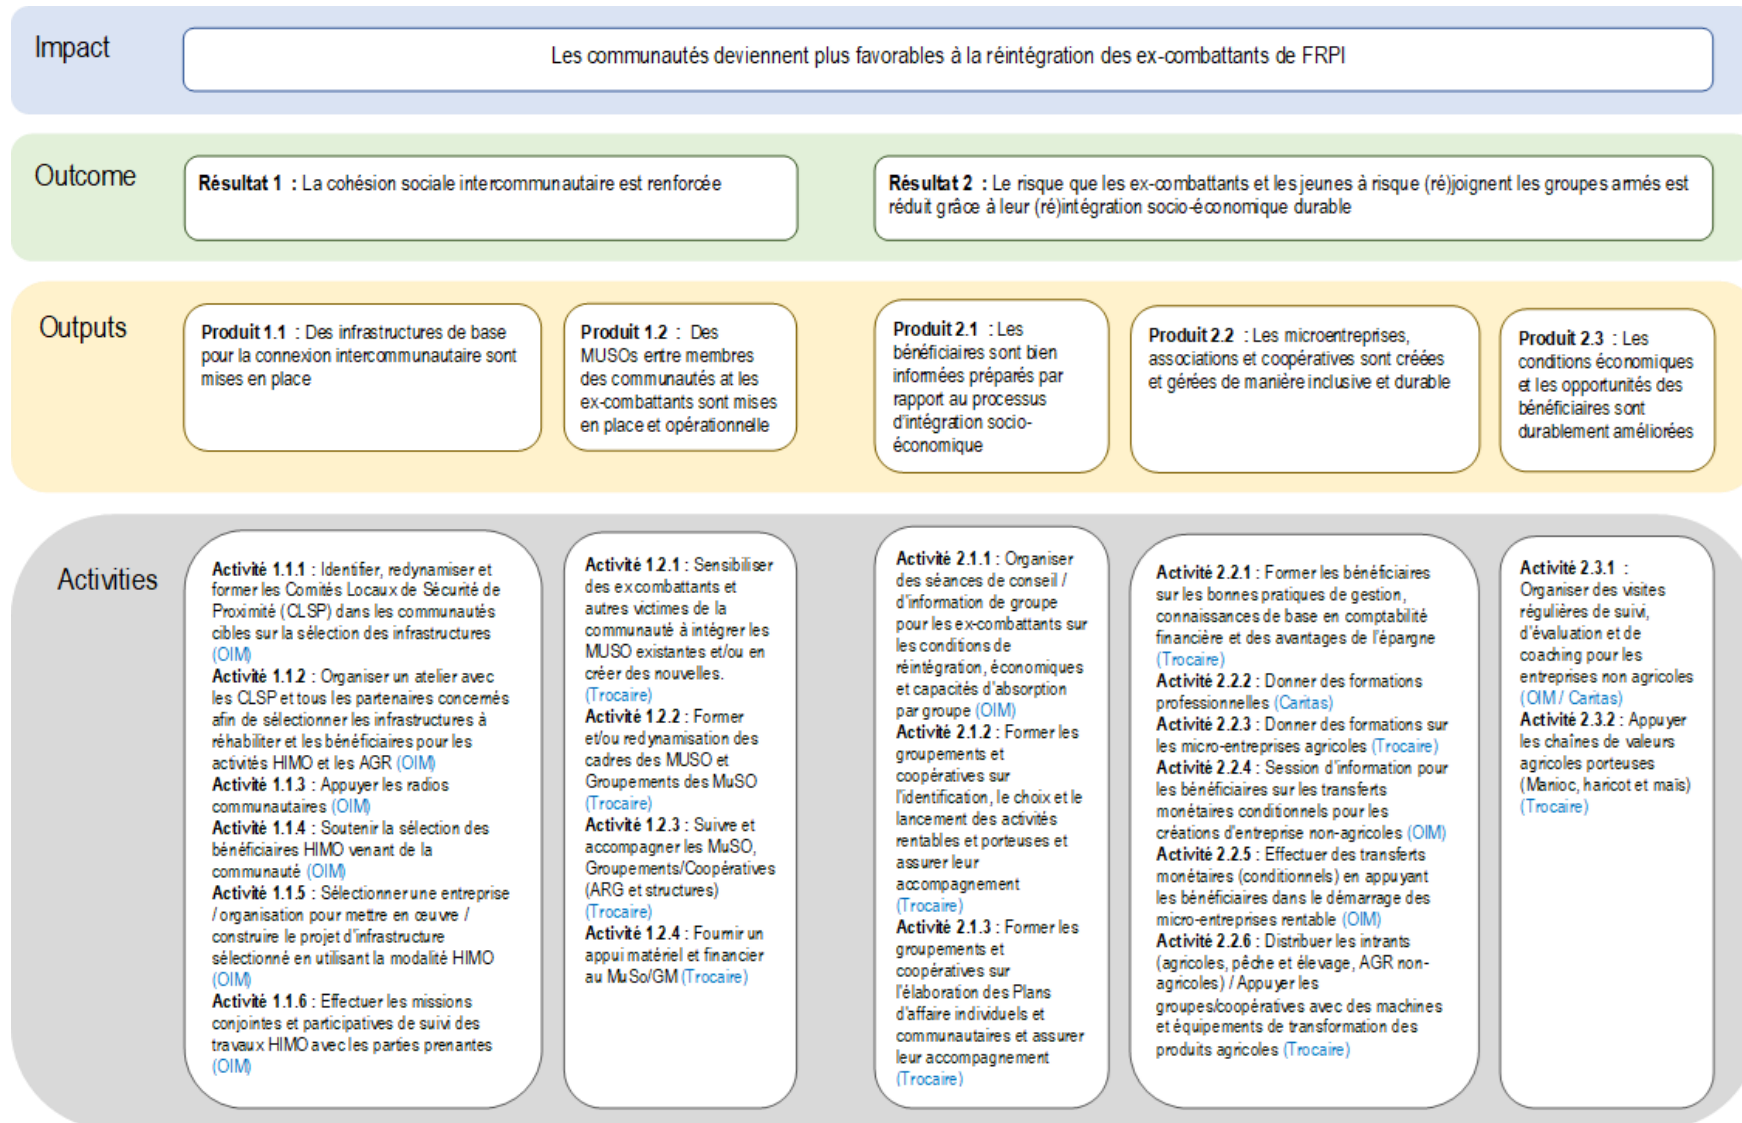 Impact
Les communautés deviennent plus favorables à la réintégration des ex-combattants de FRPI
Outcome
Résultat 1 : La cohésion sociale intercommunautaire est renforcée
Résultat 2 : Le risque que les ex-combattants et les jeunes à risque (ré)joignent les groupes armés est
réduit grâce à leur (ré)intégration socio-économique durable
Outputs
Produit 1.1 : Des infrastructures de base
pour la connexion intercommunautaire sont
mises en place
Produit 1.2 : Des
MUSOs entre membres
des communautés at les
ex-combattants sont mises
en place et opérationnelle
Produit 2.1 : Les
bénéficiaires sont bien
informées préparés par
rapport au processus
d'intégration socio-
économique
Produit 2.2 : Les microentreprises,
associations et coopératives sont créées
et gérées de manière inclusive et durable
Produit 2.3 : Les
conditions économiques
et les opportunités des
bénéficiaires sont
durablement améliorées
Activities
Activité 1.1.1 : Identifier, redynamiser et
former les Comités Locaux de Sécurité de
Proximité (CLSP) dans les communautés
cibles sur la sélection des infrastructures
(OIM)
Activité 1.1.2 : Organiser un atelier avec
les CLSP et tous les partenaires concernés
afin de sélectionner les infrastructures à
réhabiliter et les bénéficiaires pour les
activités HIMO et les AGR (OIM)
Activité 1.1.3 : Appuyer les radios
communautaires (OIM)
Activité 1.1.4 : Soutenir la sélection des
bénéficiaires HIMO venant de la
communauté (OIM)
Activité 1.1.5 : Sélectionner une entreprise
/ organisation pour mettre en œuvre /
construire le projet d'infrastructure
sélectionné en utilisant la modalité HIMO
(OIM)
Activité 1.1.6 : Effectuer les missions
conjointes et participatives de suivi des
travaux HIMO avec les parties prenantes
(OIM)
Activité 1.2.1 : Sensibiliser
des ex combattants et
autres victimes de la
communauté à intégrer les
MUSO existantes et/ou en
créer des nouvelles.
(Trocaire)
Activité 1.2.2 : Former
et/ou redynamisation des
cadres des MUSO et
Groupements des MuSO
(Trocaire)
Activité 1.2.3 : Suivre et
accompagner les MuSO,
Groupements/Coopératives
(ARG et structures)
(Trocaire)
Activité 1.2.4 : Fournir un
appui matériel et financier
au MuSo/GM (Trocaire)
Activité 2.1.1 : Organiser
des séances de conseil /
d'information de groupe
pour les ex-combattants sur
les conditions de
réintégration, économiques
et capacités d'absorption
par groupe (OIM)
Activité 2.1.2 : Former les
groupements et
coopératives sur
l'identification, le choix et le
lancement des activités
rentables et porteuses et
assurer leur
accompagnement
(Trocaire)
Activité 2.1.3 : Former les
groupements et
coopératives sur
l'élaboration des Plans
d'affaire individuels et
communautaires et assurer
leur accompagnement
(Trocaire)
Activité 2.2.1 : Former les bénéficiaires
sur les bonnes pratiques de gestion,
connaissances de base en comptabilité
financière et des avantages de l'épargne
(Trocaire)
Activité 2.2.2 : Donner des formations
professionnelles (Caritas)
Activité 2.2.3 : Donner des formations sur
les micro-entreprises agricoles (Trocaire)
Activité 2.2.4 : Session d'information pour
les bénéficiaires sur les transferts
monétaires conditionnels pour les
créations d'entreprise non-agricoles (OIM)
Activité 2.2.5 : Effectuer des transferts
monétaires (conditionnels) en appuyant
les bénéficiaires dans le démarrage des
micro-entreprises rentable (OIM)
Activité 2.2.6 : Distribuer les intrants
(agricoles, pêche et élevage, AGR non-
agricoles) / Appuyer les
groupes/coopératives avec des machines
et équipements de transformation des
produits agricoles (Trocaire)
Activité 2.3.1 :
Organiser des visites
régulières de suivi,
d'évaluation et de
coaching pour les
entreprises non agricoles
(OIM / Caritas)
Activité 2.3.2 : Appuyer
les chaînes de valeurs
agricoles porteuses
(Manioc, haricot et maïs)
(Trocaire)